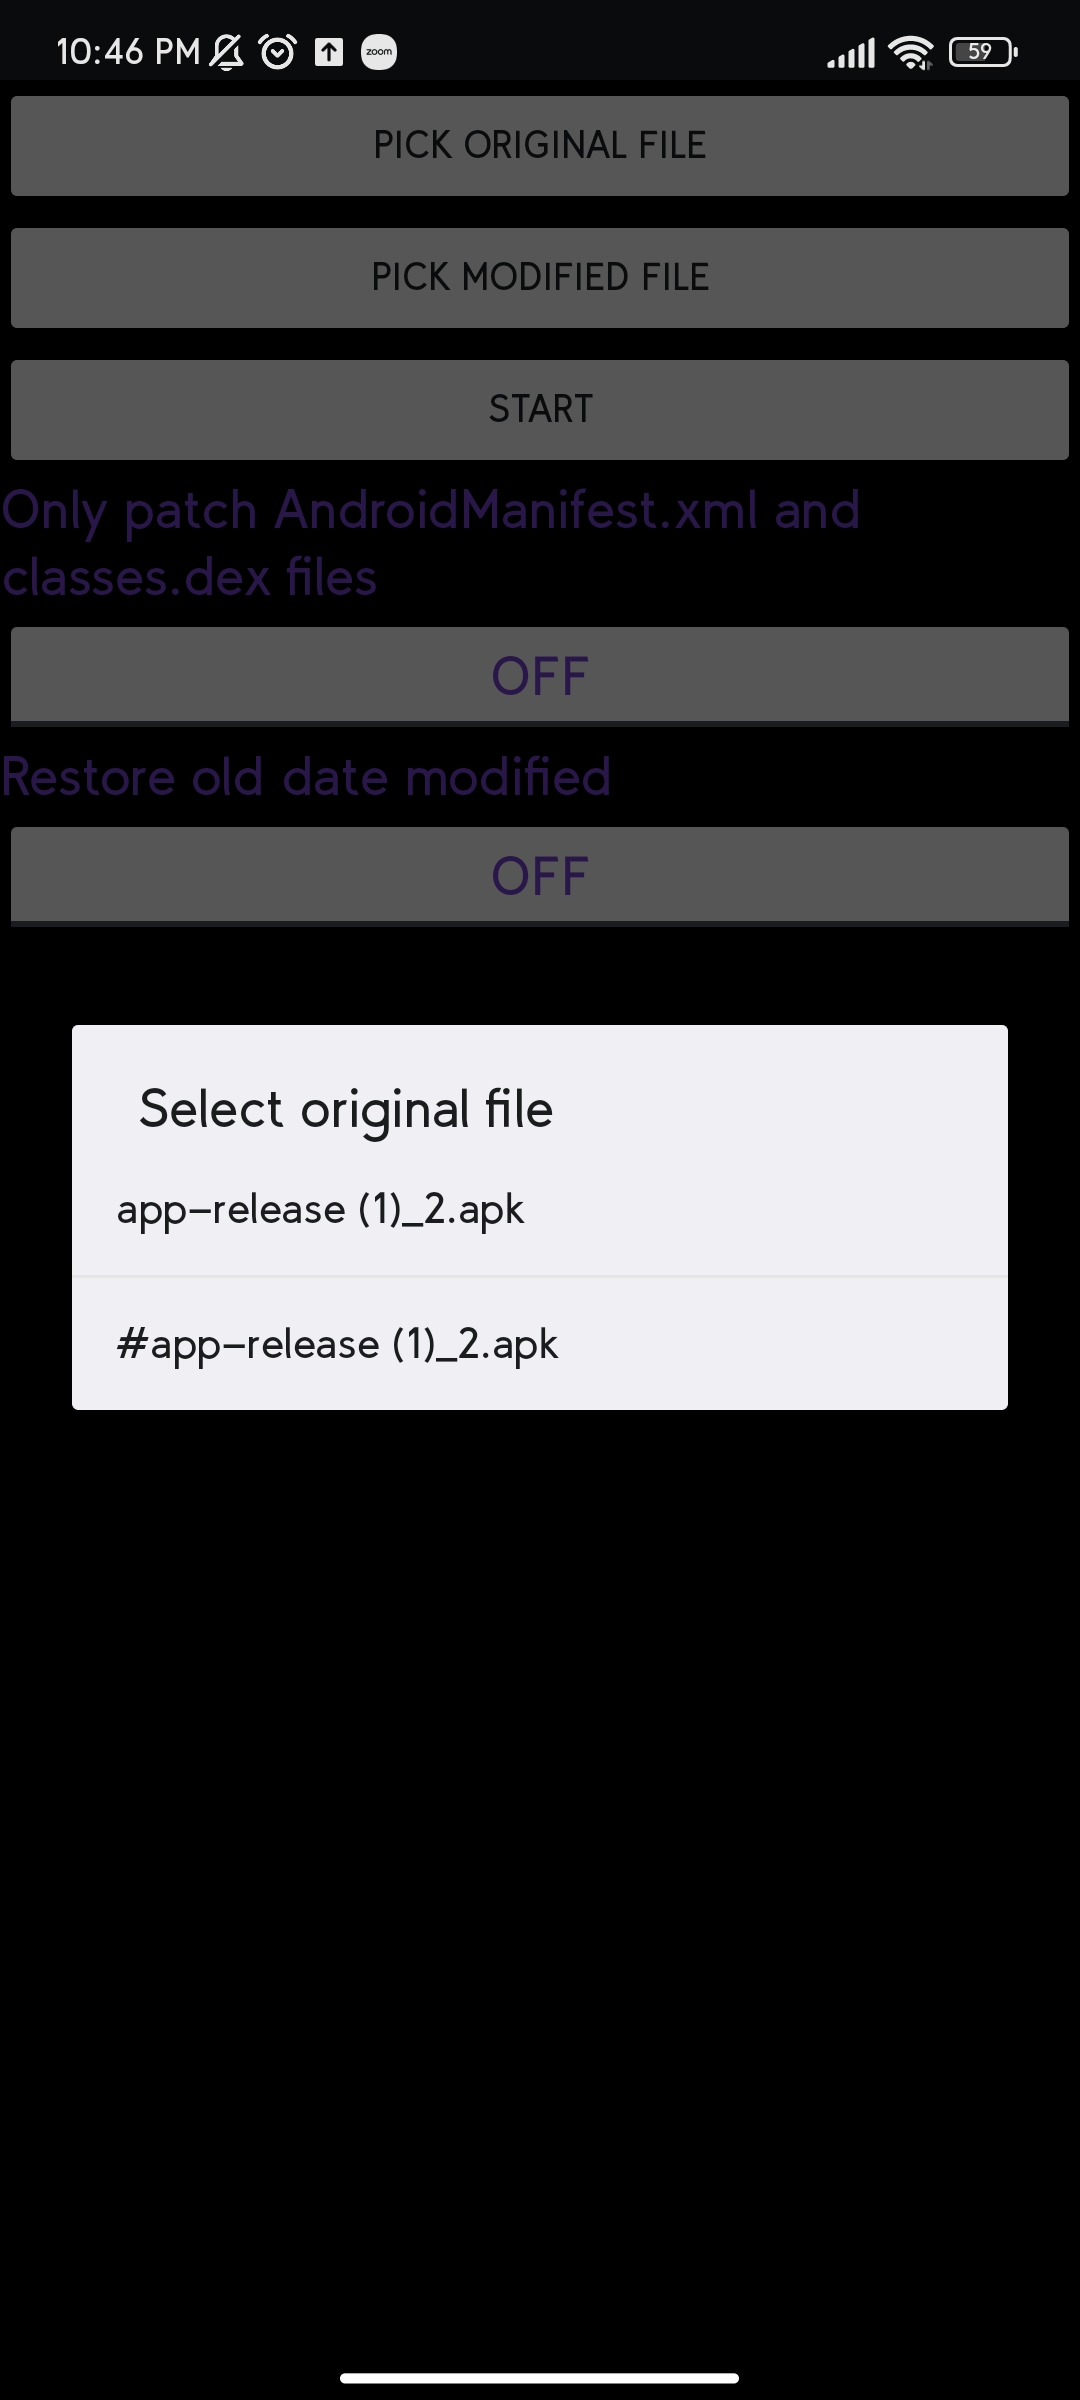 10:46 PM zoom 59
PICK ORIGINAL FILE
PICK MODIFIED FILE
START
Only patch AndroidManifest.xml and
classes.dex files
OFF
Restore old date modified
OFF
Select original file
app-release (1)_2.apk
#app-release (1)_2.apk